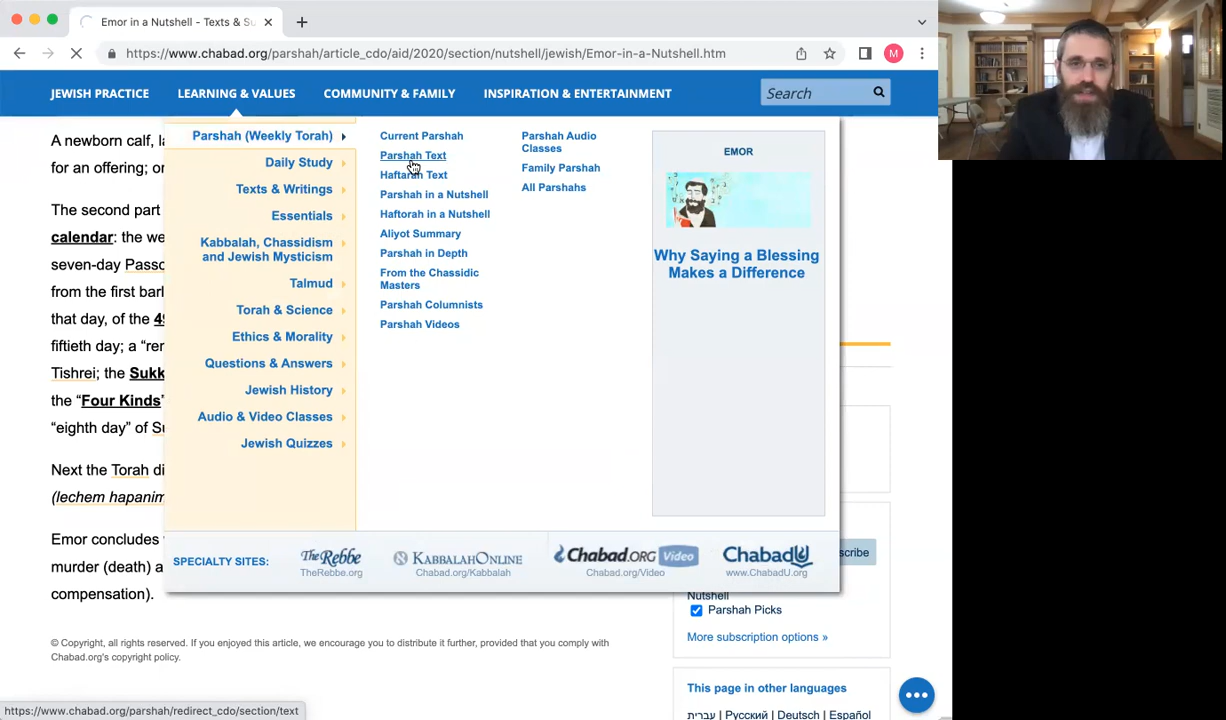 Emor in a Nutshell - Texts & Su
https://www.chabad.org/parshah/article_cdo/aid/2020/section/nutshell/jewish/Emor-in-a-Nutshell.htm
M
JEWISH PRACTICE
LEARNING & VALUES
COMMUNITY & FAMILY
INSPIRATION & ENTERTAINMENT
Search
A newborn calf, la
for an offering; or
The second part
calendar: the we
seven-day Passo
from the first barl
that day, of the 49
fiftieth day; a “ren
Tishrei; the Sukk
the “Four Kinds”
“eighth day” of Su
Next the Torah di
(lechem hapanim
Emor concludes
murder (death) a
compensation).
Parshah (Weekly Torah)
Daily Study
Texts & Writings
Essentials
Kabbalah, Chassidism
and Jewish Mysticism
Talmud
Torah & Science
Ethics & Morality
Questions & Answers
Jewish History
Audio & Video Classes
Jewish Quizzes
Current Parshah
Parshah Text
Haftarah Text
Parshah in a Nutshell
Haftorah in a Nutshell
Aliyot Summary
Parshah in Depth
From the Chassidic
Masters
Parshah Columnists
Parshah Videos
Parshah Audio
Classes
Family Parshah
All Parshahs
EMOR
Why Saying a Blessing
Makes a Difference
SPECIALTY SITES:
TheRebbe
TheRebbe.org
KABBALAHONLINE
Chabad.org/Kabbalah
Chabad.ORG Video
Chabad.org/Video
ChabadU
www.ChabadU.org
scribe
Nutshell
Parshah Picks
More subscription options »
© Copyright, all rights reserved. If you enjoyed this article, we encourage you to distribute it further, provided that you comply with
Chabad.org's copyright policy.
This page in other languages
עברית | Русский | Deutsch | Español
https://www.chabad.org/parshah/redirect_cdo/section/text